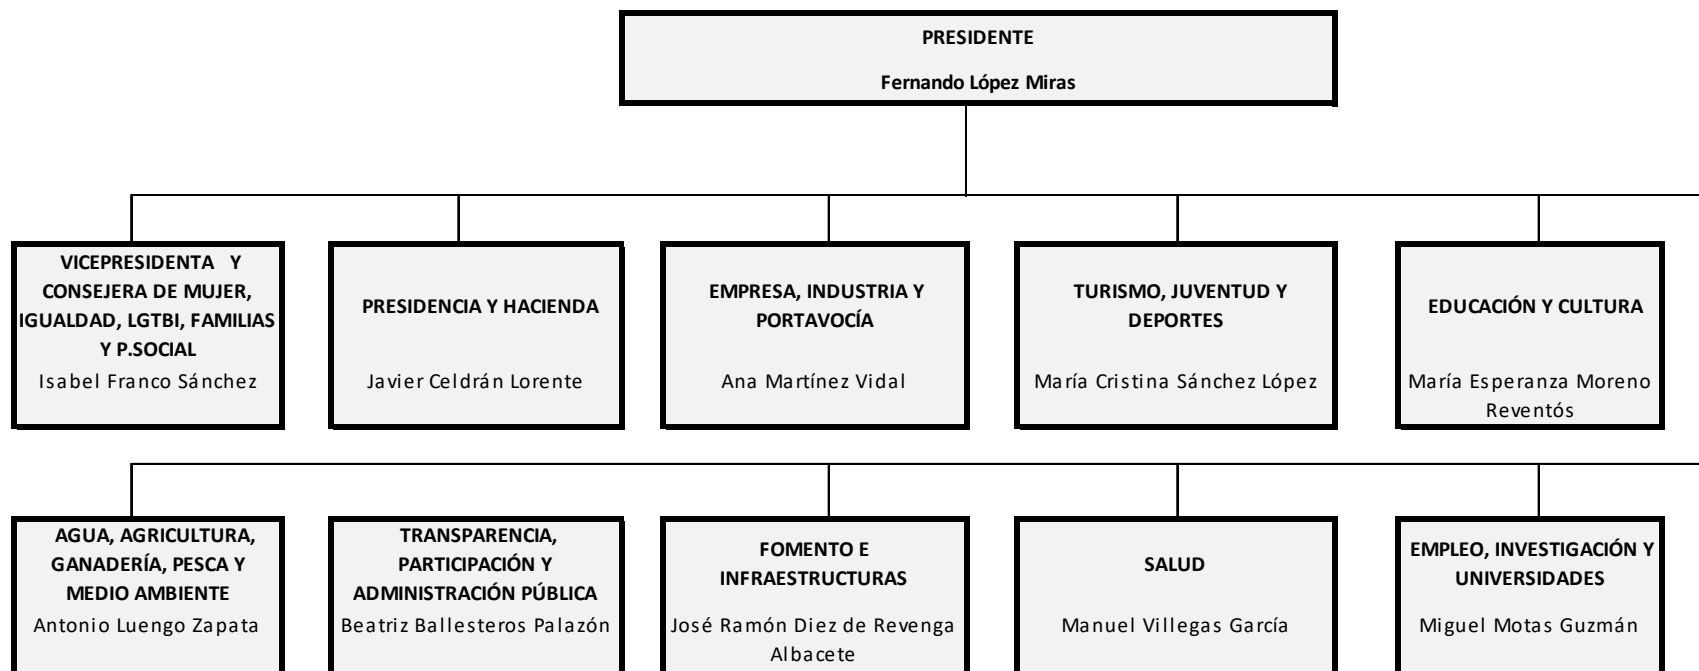 PRESIDENTE
Fernando López Miras
VICEPRESIDENTA Y
CONSEJERA DE MUJER,
IGUALDAD, LGTBI, FAMILIAS
Y P.SOCIAL
Isabel Franco Sánchez
PRESIDENCIA Y HACIENDA
Javier Celdrán Lorente
EMPRESA, INDUSTRIA Y
PORTAVOCÍA
Ana Martínez Vidal
TURISMO, JUVENTUD Y
DEPORTES
María Cristina Sánchez López
EDUCACIÓN Y CULTURA
María Esperanza Moreno
Reventós
AGUA, AGRICULTURA,
GANADERÍA, PESCA Y
MEDIO AMBIENTE
Antonio Luengo Zapata
TRANSPARENCIA,
PARTICIPACIÓN Y
ADMINISTRACIÓN PÚBLICA
Beatriz Ballesteros Palazón
FOMENTO E
INFRAESTRUCTURAS
José Ramón Diez de Revenga
Albacete
SALUD
Manuel Villegas García
EMPLEO, INVESTIGACIÓN Y
UNIVERSIDADES
Miguel Motas Guzmán